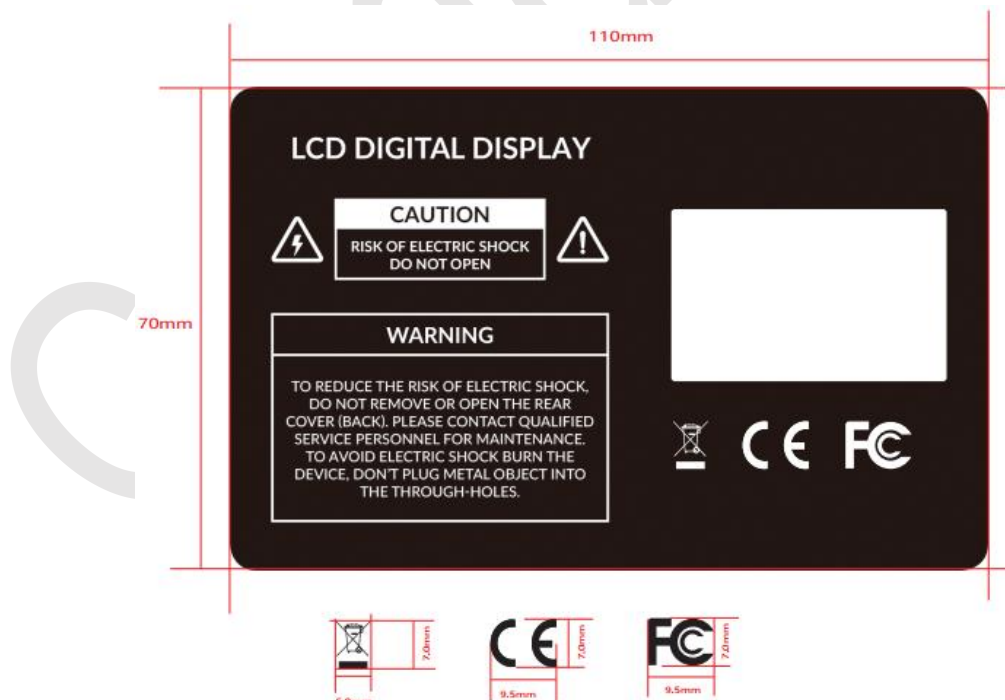 110mm
LCD DIGITAL DISPLAY
CAUTION
RISK OF ELECTRIC SHOCK
DO NOT OPEN
70mm
WARNING
TO REDUCE THE RISK OF ELECTRIC SHOCK,
DO NOT REMOVE OR OPEN THE REAR
COVER (BACK). PLEASE CONTACT QUALIFIED
SERVICE PERSONNEL FOR MAINTENANCE.
TO AVOID ELECTRIC SHOCK BURN THE
DEVICE, DON'T PLUG METAL OBJECT INTO
THE THROUGH-HOLES.
CE FC
7.0mm
CE
7.0mm
FC
7.0mm
9.5mm
9.5mm